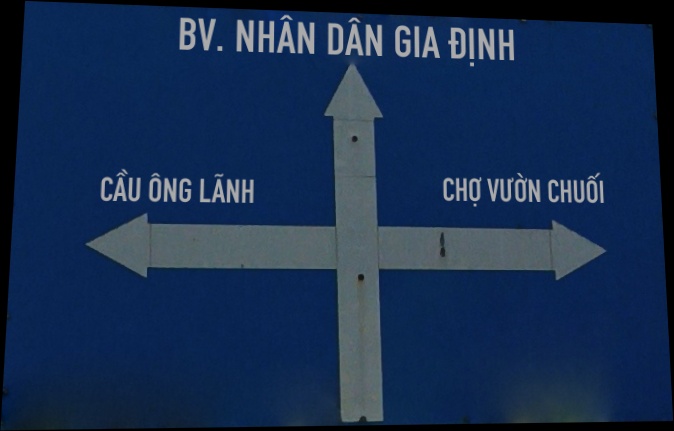 BV. NHÂN DÂN GIA ĐỊNH
CẦU ÔNG LÃNH
CHỢ VƯỜN CHUỐI